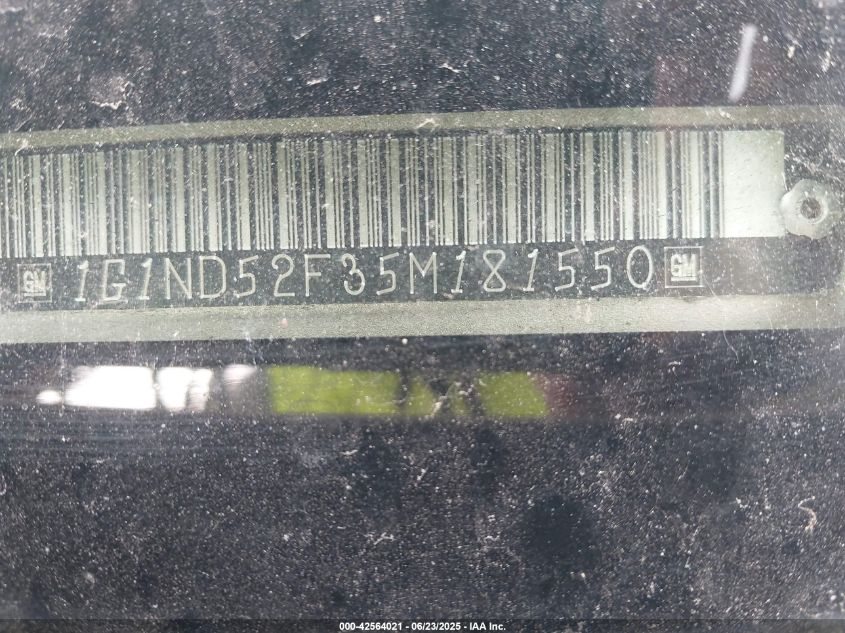 GM 1G1ND52F35M181550 GM
000-42564021 - 06/23/2025 - IAA Inc.